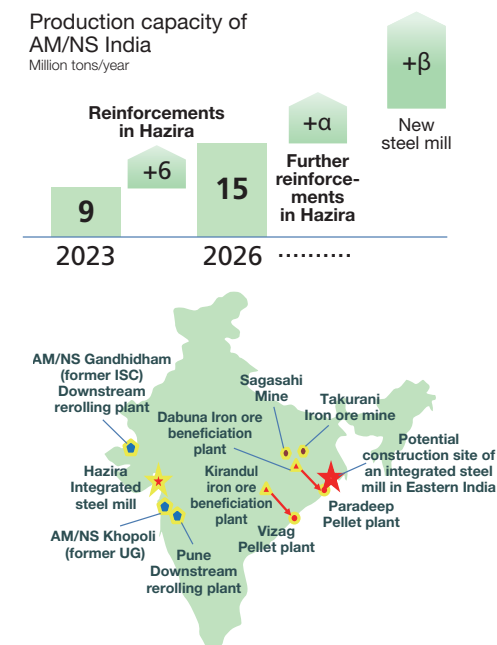 Production capacity of
AM/NS India
Million tons/year
Reinforcements
in Hazira
9
+6
15
+α
Further
reinforce-
ments
in Hazira
+β
New
steel mill
2023
2026
··········
AM/NS Gandhidham
(former ISC)
Downstream
rerolling plant
Sagasahi
Mine
Takurani
Iron ore mine
Dabuna Iron ore
beneficiation
plant
Potential
construction site of
an integrated steel
mill in Eastern India
Hazira
Integrated
steel mill
Kirandul
iron ore
beneficiation
plant
Paradeep
Pellet plant
AM/NS Khopoli
(former UG)
Vizag
Pellet plant
Pune
Downstream
rerolling plant